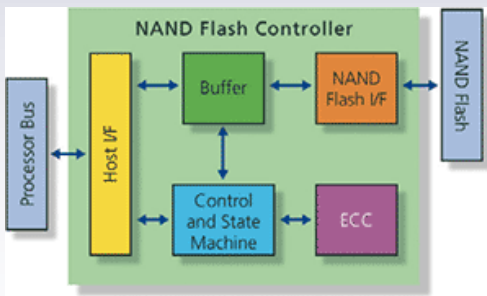 NAND Flash Controller
Processor Bus
Host I/F
Buffer
NAND
Flash I/F
NAND Flash
Control
and State
Machine
ECC